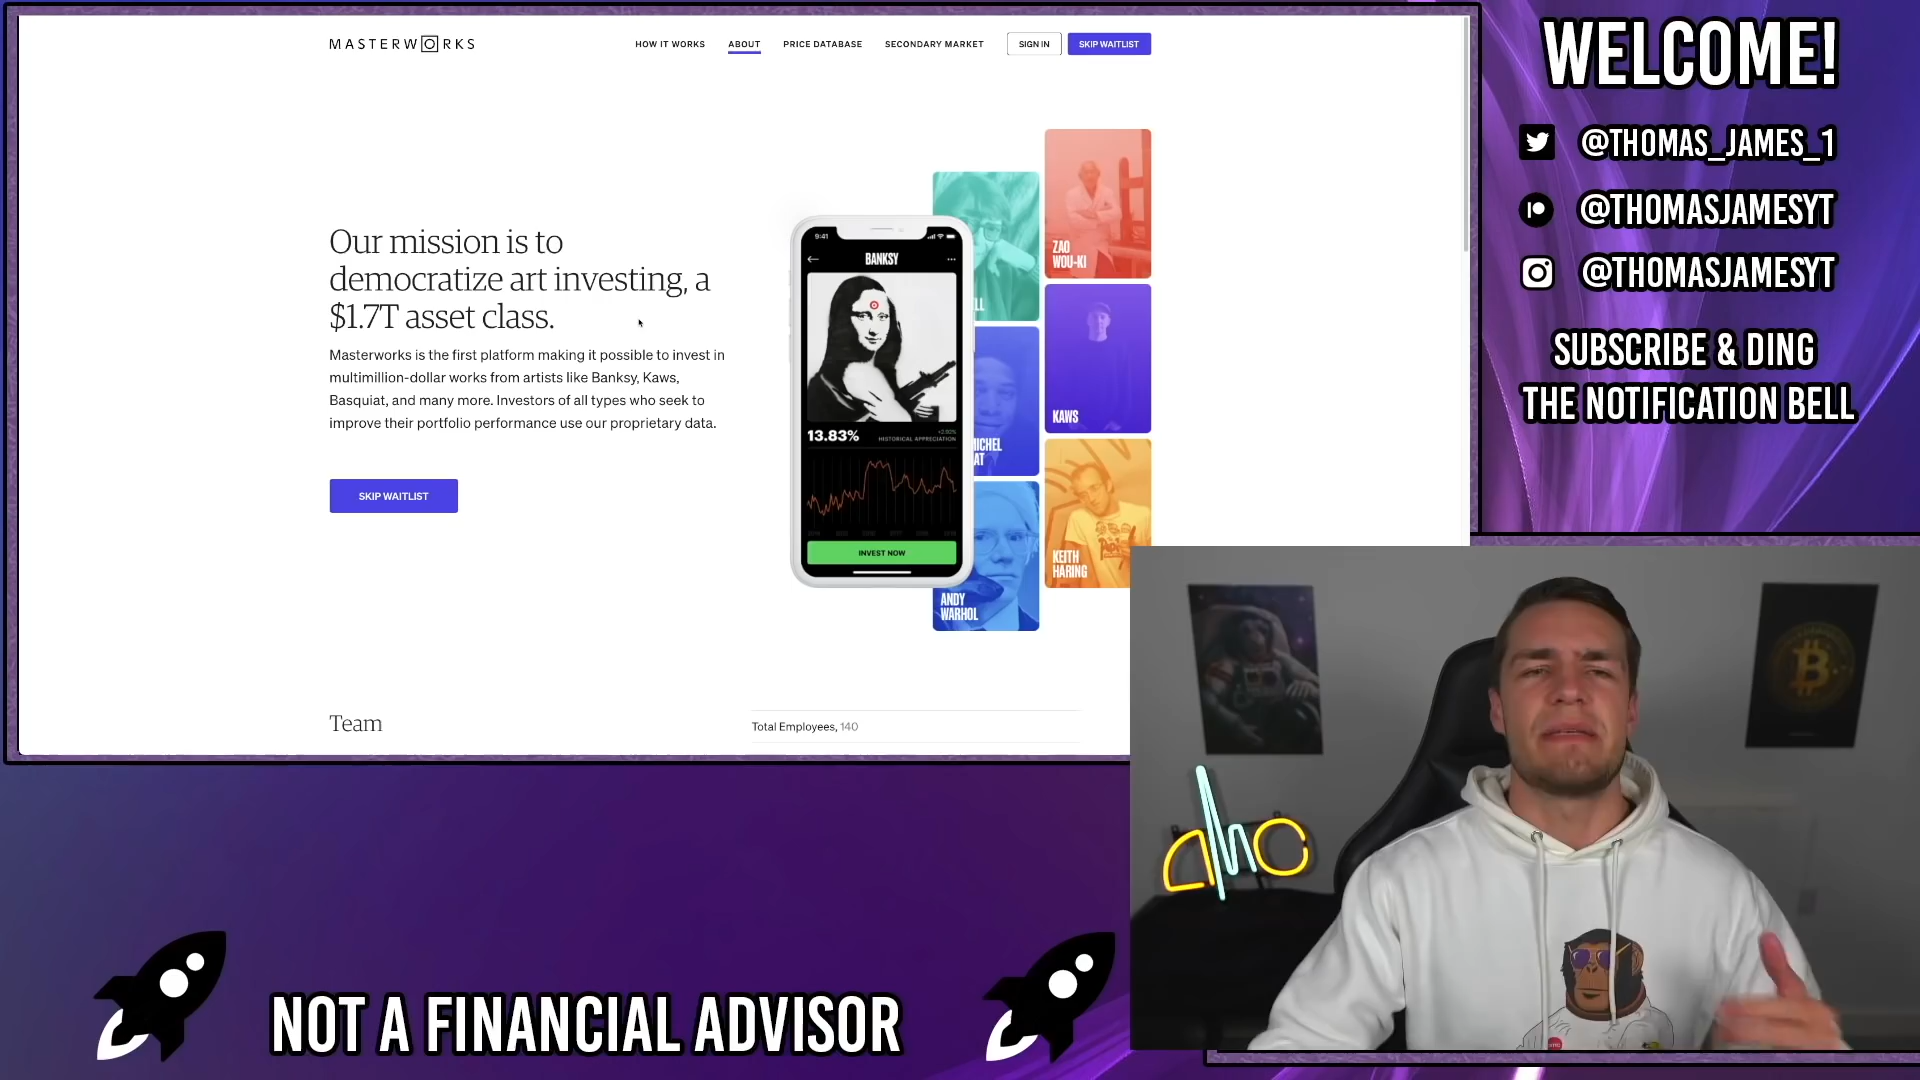 MASTERWORKS
HOW IT WORKS
ABOUT
PRICE DATABASE
SECONDARY MARKET
SIGN IN
SKIP WAITLIST
Our mission is to
democratize art investing, a
$1.7T asset class.
Masterworks is the first platform making it possible to invest in
multimillion-dollar works from artists like Banksy, Kaws,
Basquiat, and many more. Investors of all types who seek to
improve their portfolio performance use our proprietary data.
SKIP WAITLIST
9:41
BANKSY
13.83%
HISTORICAL APPRECIATION
INVEST NOW
ZAO
WOU-KI
KAWS
KEITH
HARING
ANDY
WARHOL
Team
Total Employees, 140
WELCOME!
@THOMAS_JAMES_1
@THOMASJAMESYT
@THOMASJAMESYT
SUBSCRIBE & DING
THE NOTIFICATION BELL
NOT A FINANCIAL ADVISOR